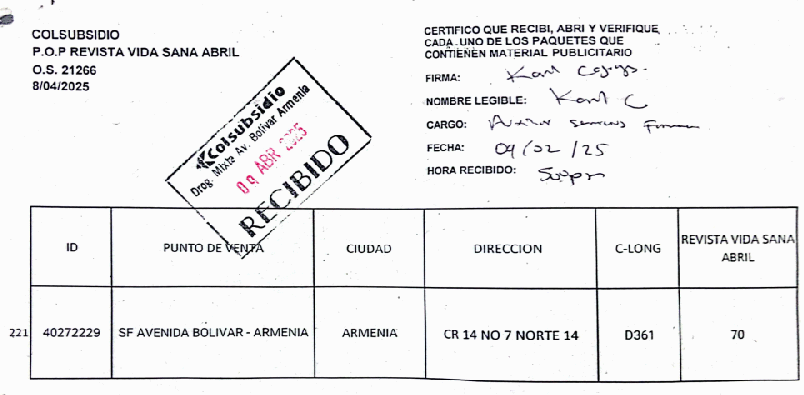 COLSUBSIDIO
P.O.P REVISTA VIDA SANA ABRIL
O.S. 21266
8/04/2025
CERTIFICO QUE RECIBI, ABRI Y VERIFIQUE
CADA UNO DE LOS PAQUETES QUE
CONTIENEN MATERIAL PUBLICITARIO
FIRMA: Karl
NOMBRE LEGIBLE: Karl C
CARGO:
FECHA: 09/02/25
HORA RECIBIDO:
Colsubsidio
Drog. Mixta Av. Bolivar Armenia
09 ABR 2025
RECIBIDO
ID PUNTO DE VENTA CIUDAD DIRECCION C-LONG REVISTA VIDA SANA
ABRIL
221 40272229 SF AVENIDA BOLIVAR - ARMENIA ARMENIA CR 14 NO 7 NORTE 14 D361 70